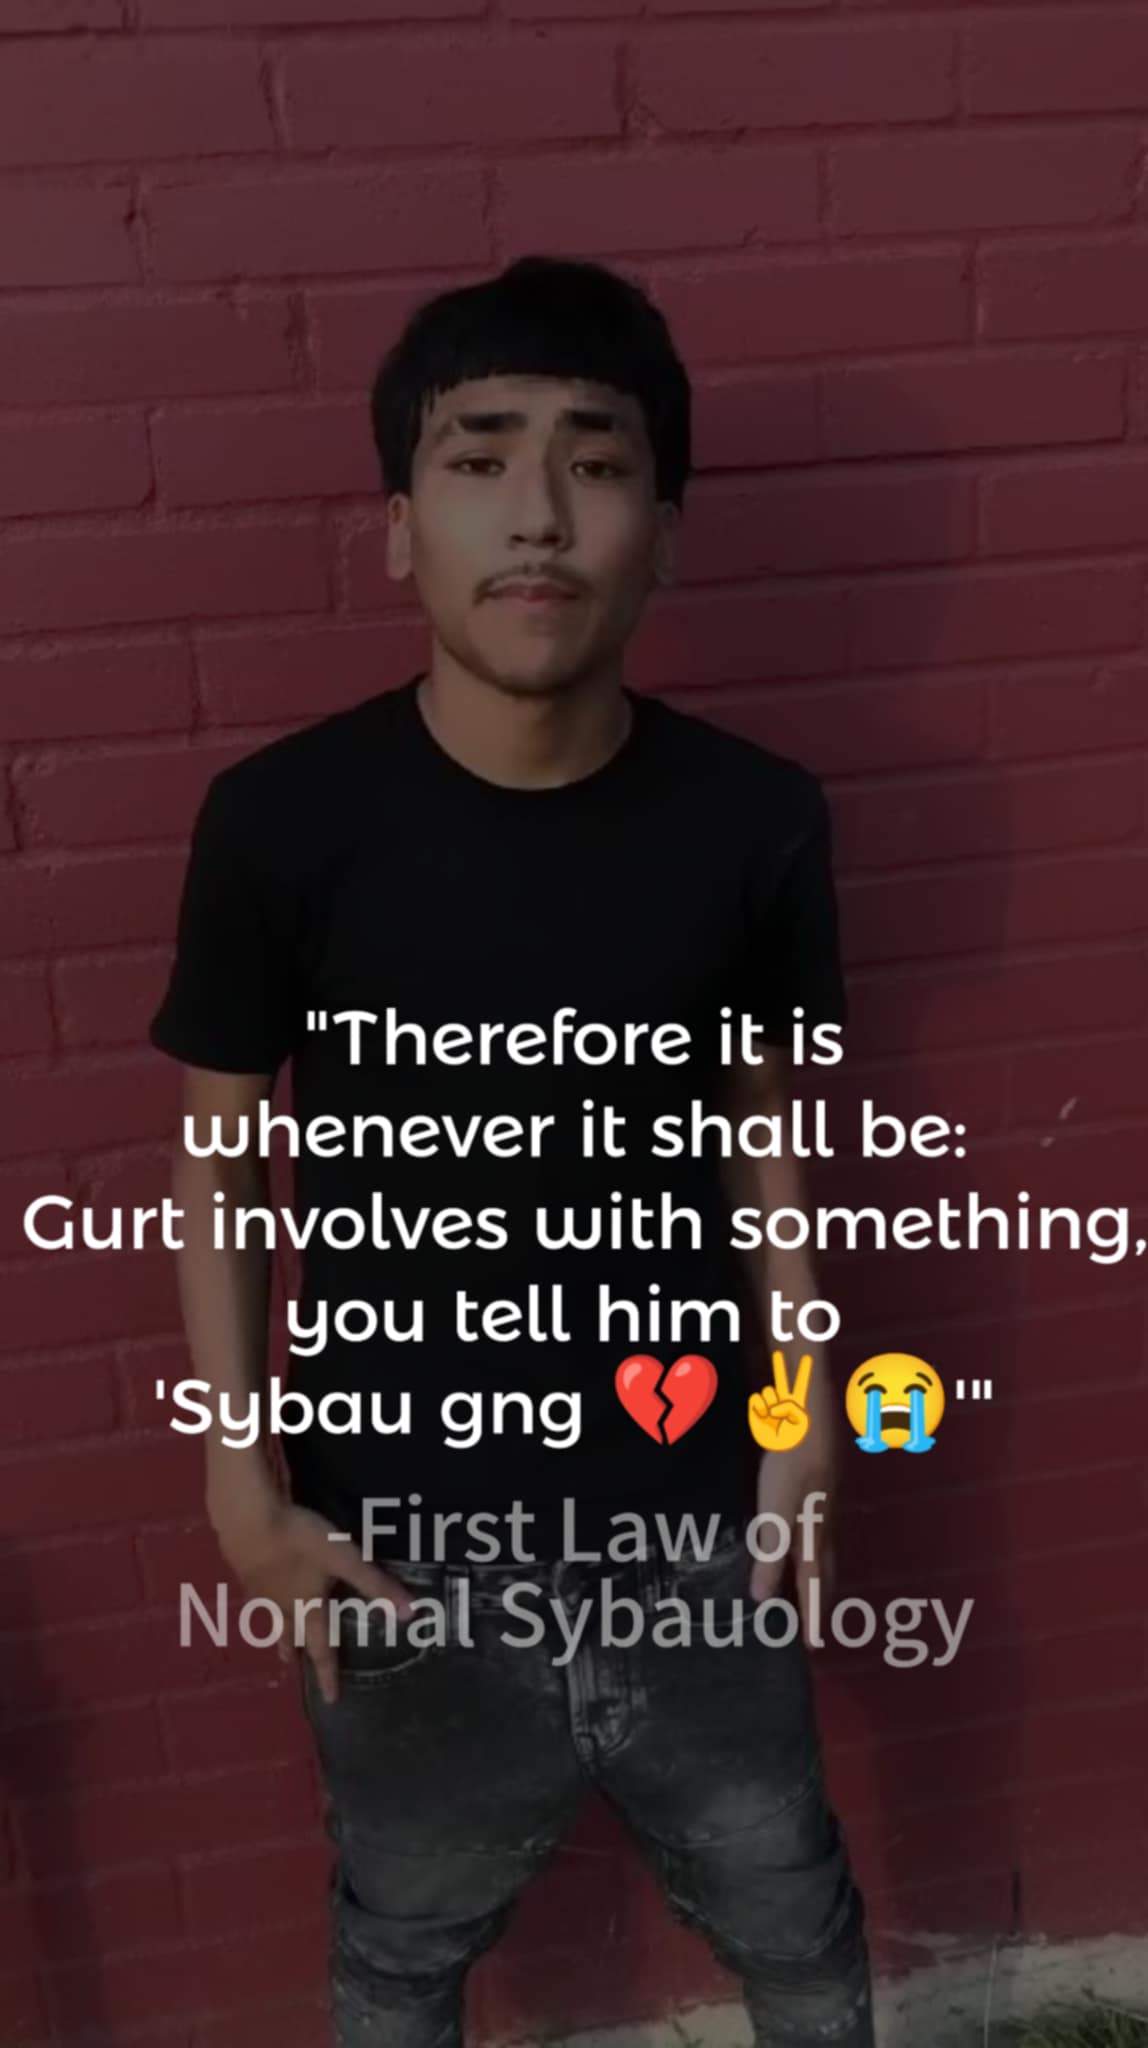 "Therefore it is
whenever it shall be:
Gurt involves with something,
you tell him to
'Sybau gng 💔✌️😭'"
-First Law of
Normal Sybauology